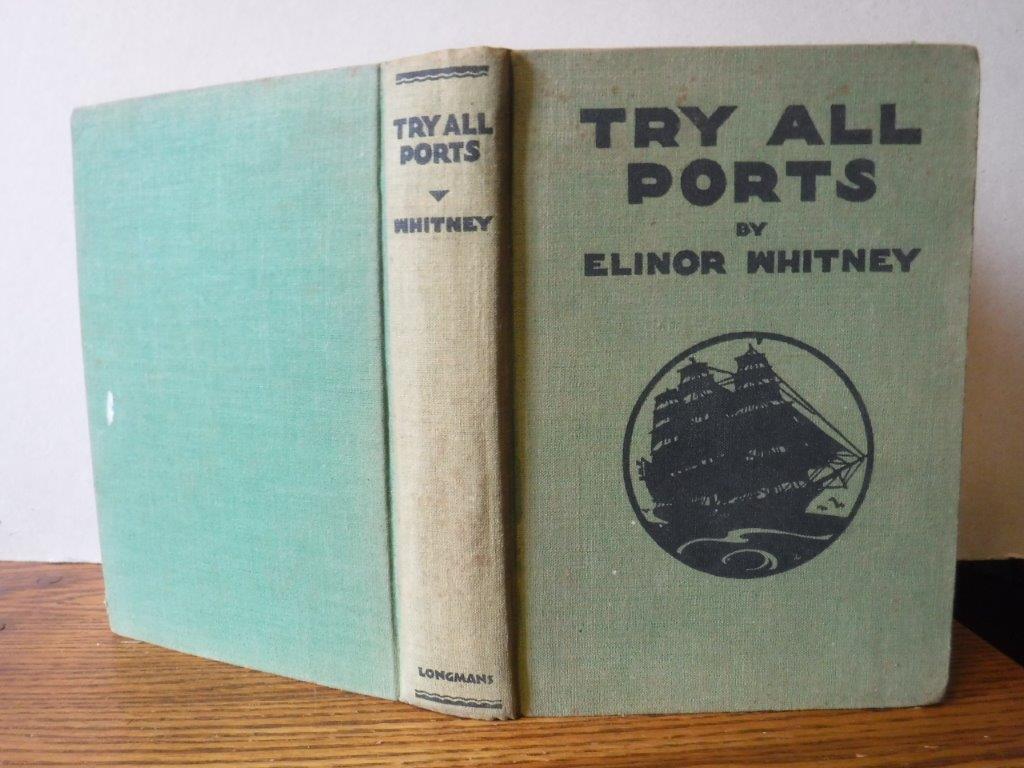 TRY ALL
PORTS
WHITNEY
LONGMANS
TRY ALL
PORTS
BY
ELINOR WHITNEY